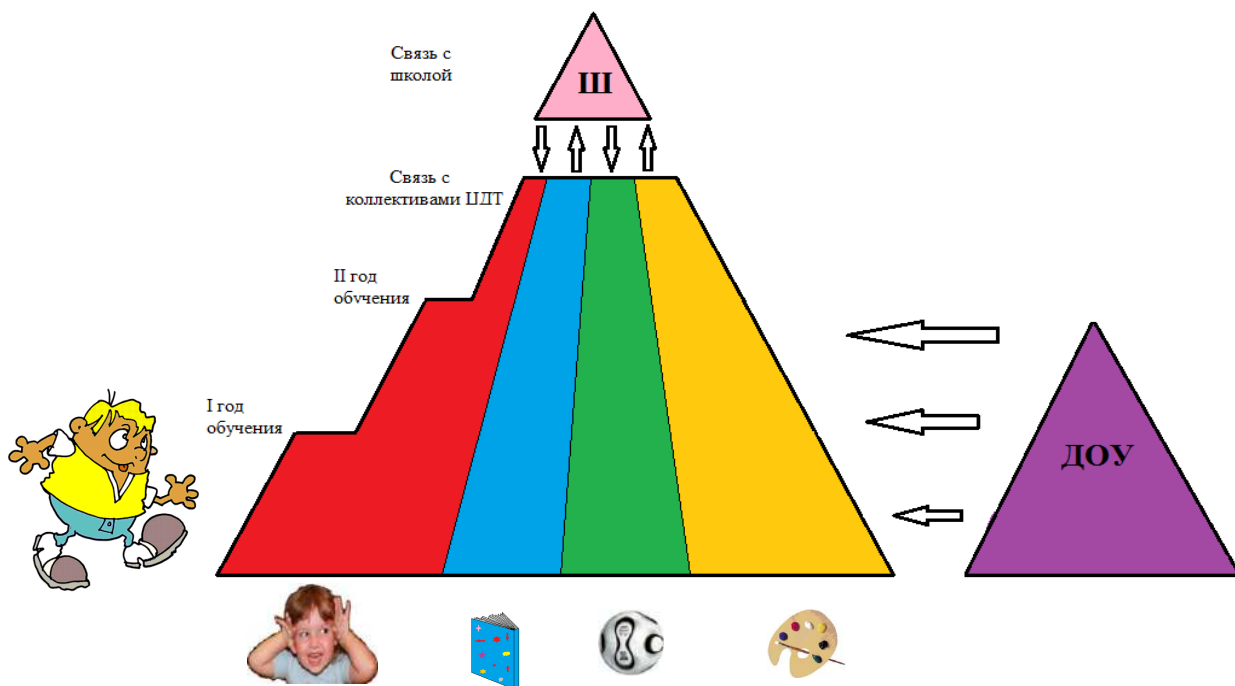 Связь с
школой
Ш
Связь с
коллективами ЦДТ
II год
обучения
I год
обучения
ДОУ